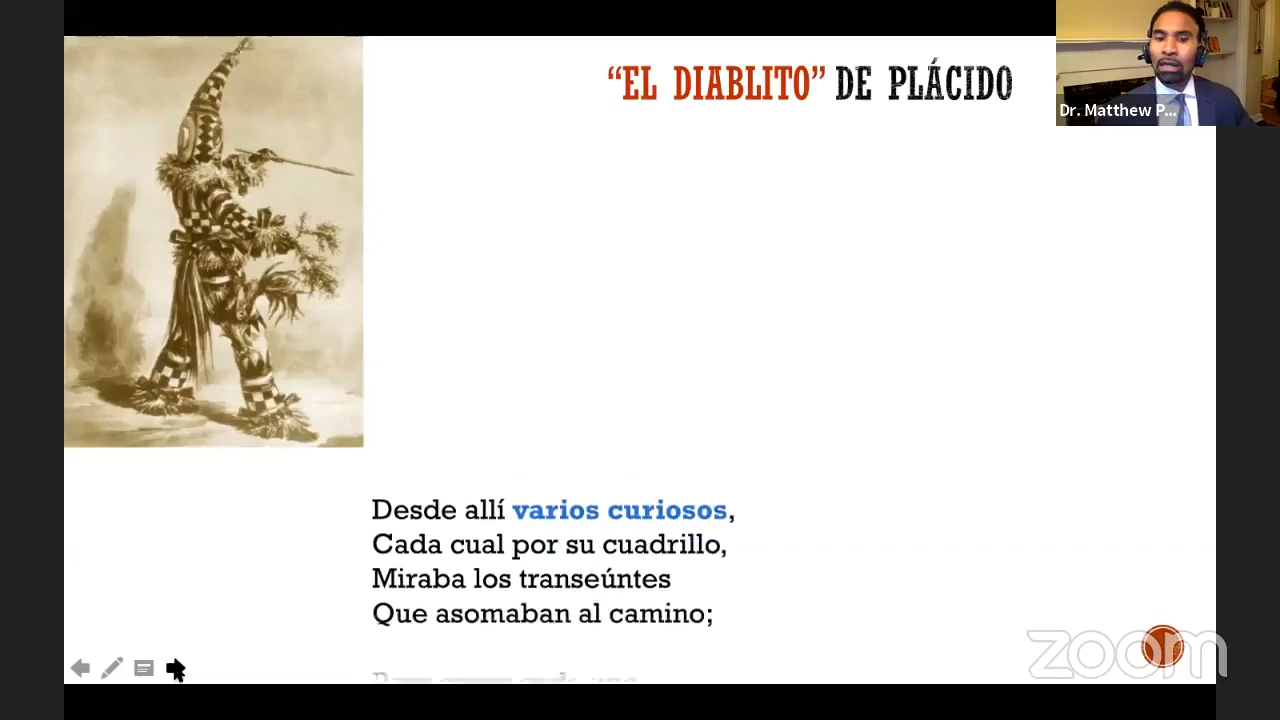 “EL DIABLITO” DE PLÁCIDO
Dr. Matthew P...
Desde allí varios curiosos,
Cada cual por su cuadrillo,
Miraba los transeúntes
Que asomaban al camino;
zoom